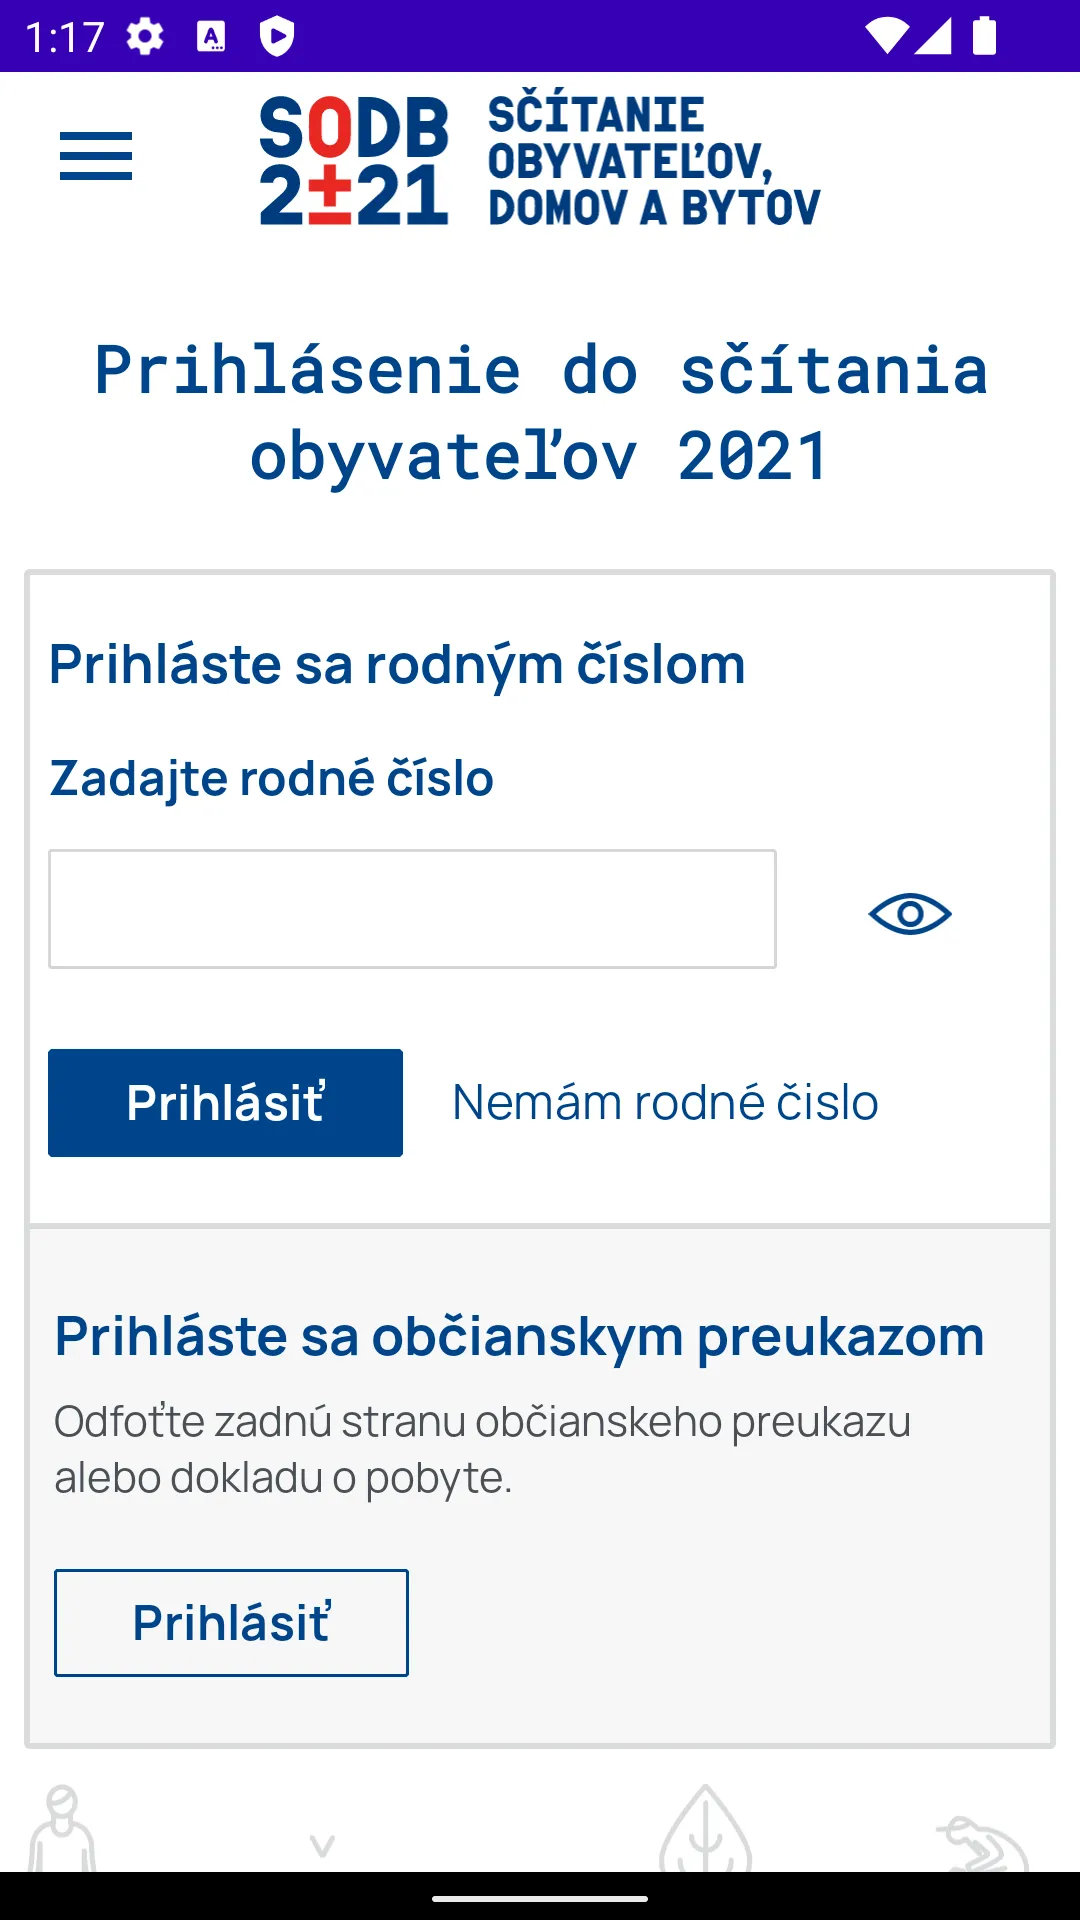 1:17
SODB
2±21
SČÍTANIE
OBYVATEĽOV,
DOMOV A BYTOV
Prihlásenie do sčítania
obyvateľov 2021
Prihláste sa rodným číslom
Zadajte rodné číslo
Prihlásiť
Nemám rodné čislo
Prihláste sa občianskym preukazom
Odfoťte zadnú stranu občianskeho preukazu
alebo dokladu o pobyte.
Prihlásiť